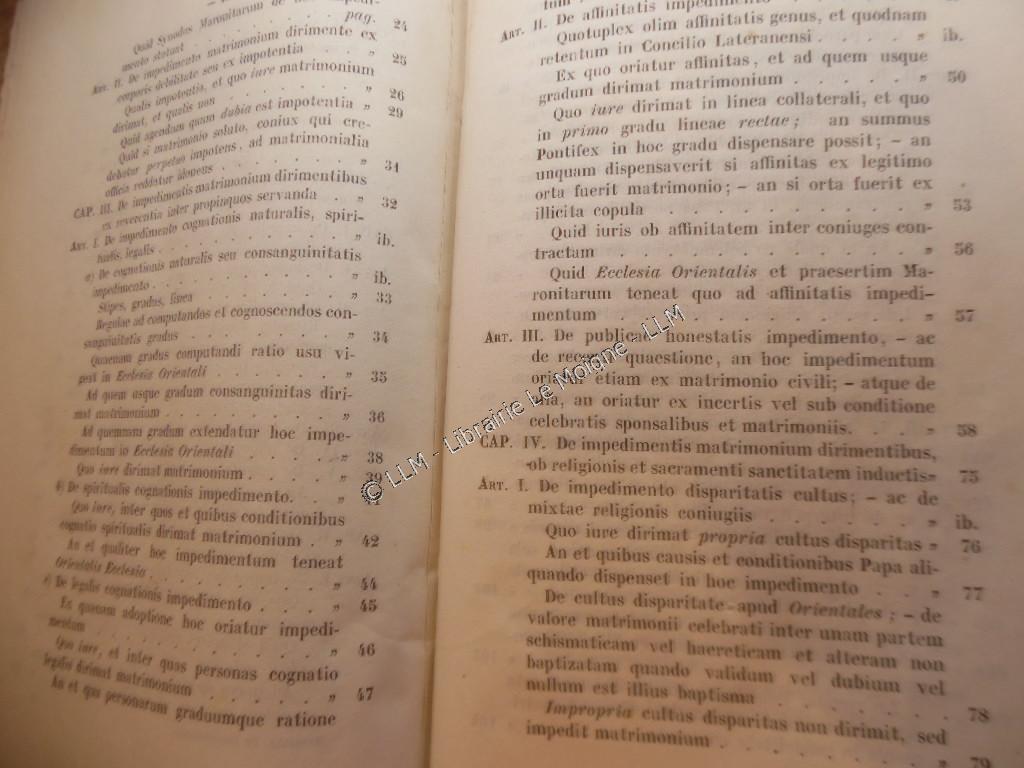 Quid Synodus Maronitarum de hoc impedi-
mento statuat . . . . . . . pag. 24
Art. II. De impedimento matrimonium dirimente ex
corporis debilitate seu ex impotentia . . " 25
Qualis impotentia, et quo iure matrimonium
dirimat, et qualis non . . . . . . . " 26
Quid agendum quum dubia est impotentia " 29
Quid si matrimonio soluto, coniux qui cre-
debatur perpetuo impotens, ad matrimonialia
officia reddatur idoneus . . . . . . . " 31
CAP. III. De impedimentis matrimonium dirimentibus
ex reverentia inter propinquos servanda . " 32
Art. I. De impedimento cognationis naturalis, spiri-
tualis, legalis . . . . . . . . " ib.
a) De cognationis naturalis seu consanguinitatis
impedimento . . . . . . . . " ib.
Stipes, gradus, linea . . . . . . . " 33
Regulae ad computandos et cognoscendos con-
sanguinitatis gradus . . . . . . . " 34
Quaenam gradus computandi ratio usu vi-
geat in Ecclesia Orientali . . . . . . " 35
Ad quem usque gradum consanguinitas diri-
mat matrimonium . . . . . . . . " 36
Ad quemnam gradum extendatur hoc impe-
dimentum in Ecclesia Orientali . . . . " 38
Quo iure dirimat matrimonium . . . . " 39
b) De spiritualis cognationis impedimento. . " 41
Quo iure, inter quos et quibus conditionibus
cognatio spiritualis dirimat matrimonium . " 42
An et qualiter hoc impedimentum teneat
Orientalis Ecclesia . . . . . . . . " 44
c) De legalis cognationis impedimento . . . " 45
Ex quanam adoptione hoc oriatur impedi-
mentum . . . . . . . . . . " 46
Quo iure, et inter quas personas cognatio
legalis dirimat matrimonium . . . . . " 47
An et qua personarum graduumque ratione
Art. II. De affinitatis impedimento
Quotuplex olim affinitatis genus, et quodnam
retentum in Concilio Lateranensi . . . . " ib.
Ex quo oriatur affinitas, et ad quem usque
gradum dirimat matrimonium . . . . . " 50
Quo iure dirimat in linea collaterali, et quo
in primo gradu lineae rectae; an summus
Pontifex in hoc gradu dispensare possit; – an
unquam dispensaverit si affinitas ex legitimo
orta fuerit matrimonio; – an si orta fuerit ex
illicita copula . . . . . . . . . . " 53
Quid iuris ob affinitatem inter coniuges con-
tractam . . . . . . . . . . . " 56
Quid Ecclesia Orientalis et praesertim Ma-
ronitarum teneat quo ad affinitatis impedi-
mentum . . . . . . . . . . . " 57
Art. III. De publicae honestatis impedimento, – ac
de recenti quaestione, an hoc impedimentum
oriatur etiam ex matrimonio civili; – atque de
alia, an oriatur ex incertis vel sub conditione
celebratis sponsalibus et matrimoniis. . . " 58
CAP. IV. De impedimentis matrimonium dirimentibus,
ob religionis et sacramenti sanctitatem inductis " 75
Art. I. De impedimento disparitatis cultus; – ac de
mixtae religionis coniugiis . . . . . . " ib.
Quo iure dirimat propria cultus disparitas " 76
An et quibus causis et conditionibus Papa ali-
quando dispenset in hoc impedimento . . " 77
De cultus disparitate apud Orientales; – de
valore matrimonii celebrati inter unam partem
schismaticam vel haereticam et alteram non
baptizatam quando validum vel dubium vel
nullum est illius baptisma . . . . . . . 78
Impropria cultus disparitas non dirimit, sed
impedit matrimonium . . . . . . . . " 79
© LLM - Librairie Le Moigne - LLM